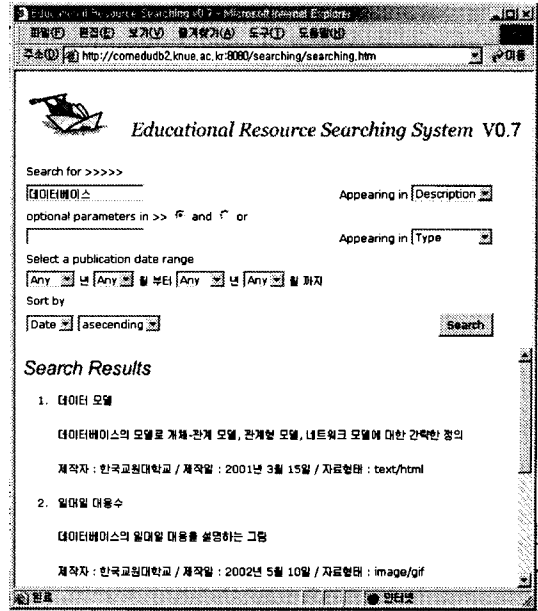 Educational Resource Searching v0.7 - Microsoft Internet Explorer
파일(F) 편집(E) 보기(V) 즐겨찾기(A) 도구(T) 도움말(H)
주소(D) http://comedudb2.knue.ac.kr:8080/searching/searching.htm 이동
Educational Resource Searching System V0.7
Search for >>>>>
데이터베이스 Appearing in Description
optional parameters in >> and or
Appearing in Type
Select a publication date range
Any 년 Any 월 부터 Any 년 Any 월 까지
Sort by
Date asecending Search
Search Results
1. 데이터 모델
데이터베이스의 모델로 개체-관계 모델, 관계형 모델, 네트워크 모델에 대한 간략한 정의
제작자 : 한국교원대학교 / 제작일 : 2001년 3월 15일 / 자료형태 : text/html
2. 일대일 대응수
데이터베이스의 일대일 대응을 설명하는 그림
제작자 : 한국교원대학교 / 제작일 : 2002년 5월 10일 / 자료형태 : image/gif
완료 인터넷